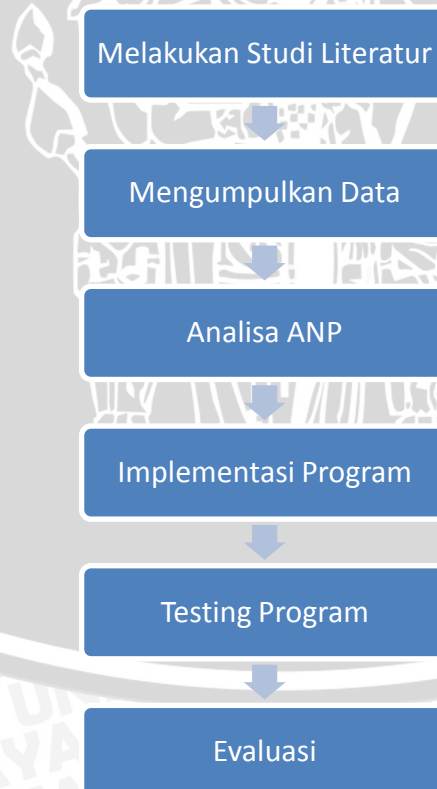 Melakukan Studi Literatur
Mengumpulkan Data
Analisa ANP
Implementasi Program
Testing Program
Evaluasi